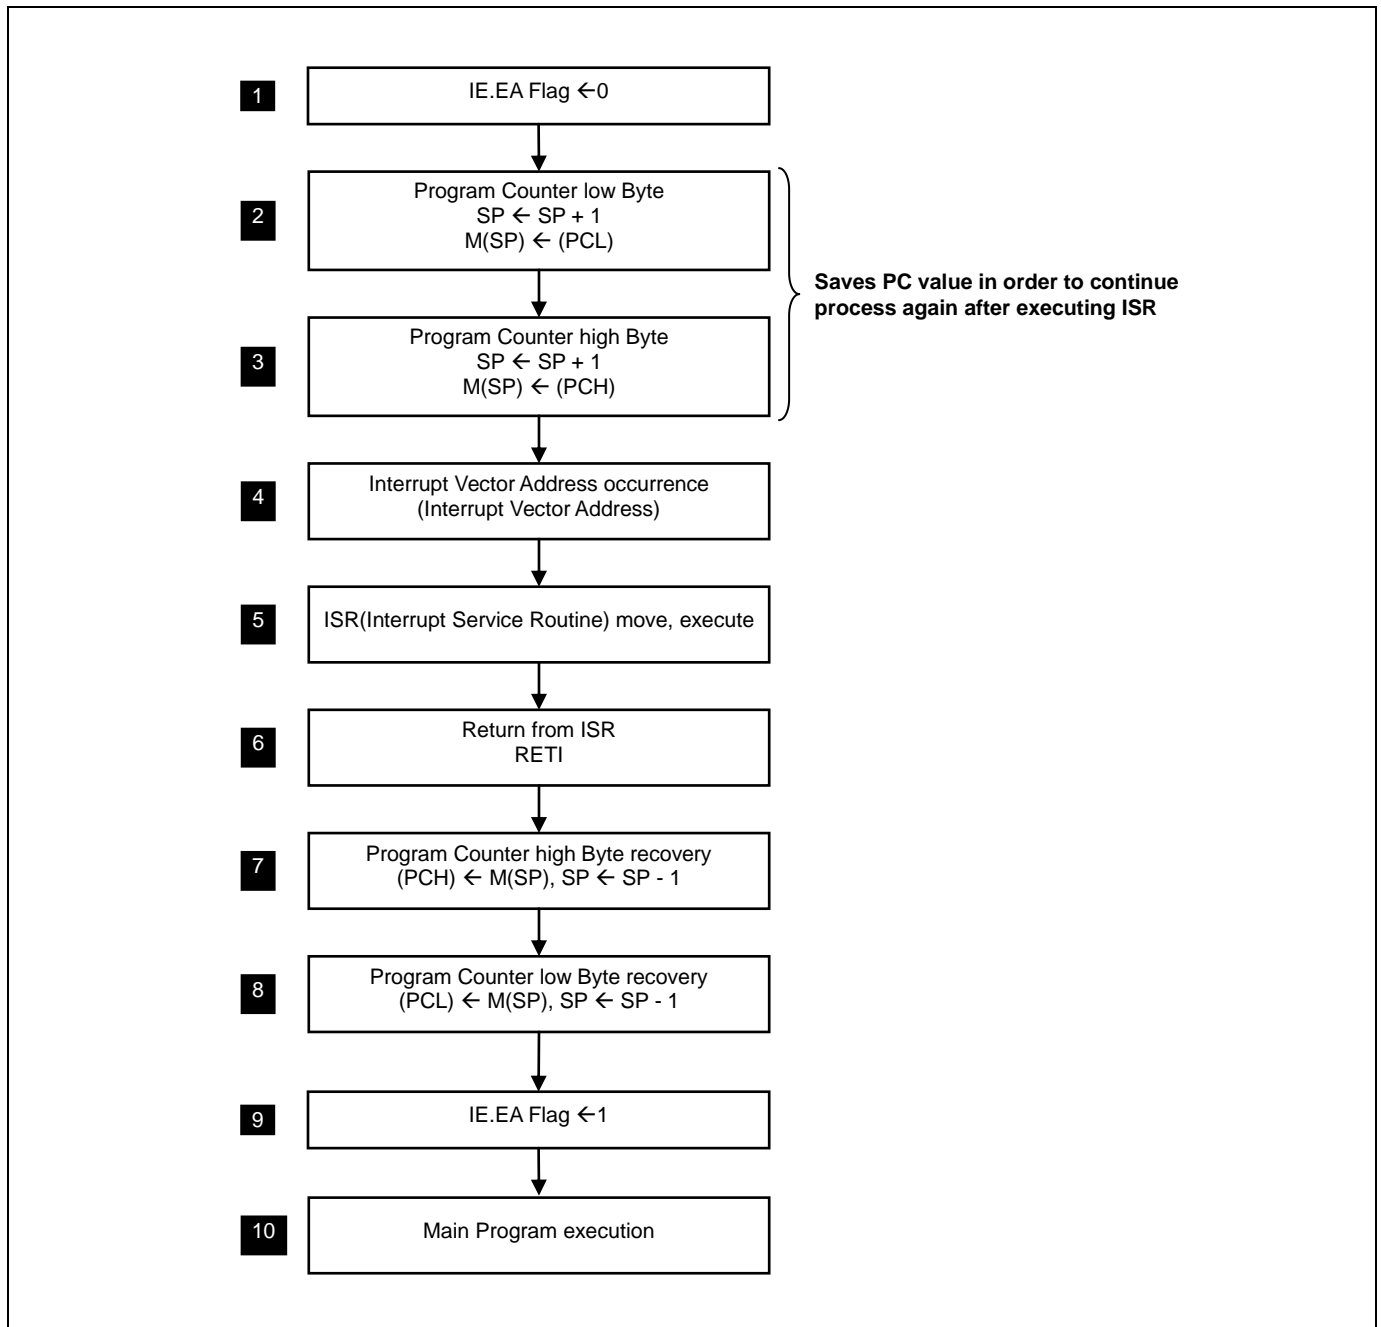 1
IE.EA Flag ←0
2
Program Counter low Byte
SP ← SP + 1
M(SP) ← (PCL)
Saves PC value in order to continue
process again after executing ISR
3
Program Counter high Byte
SP ← SP + 1
M(SP) ← (PCH)
4
Interrupt Vector Address occurrence
(Interrupt Vector Address)
5
ISR(Interrupt Service Routine) move, execute
6
Return from ISR
RETI
7
Program Counter high Byte recovery
(PCH) ← M(SP), SP ← SP - 1
8
Program Counter low Byte recovery
(PCL) ← M(SP), SP ← SP - 1
9
IE.EA Flag ←1
10
Main Program execution